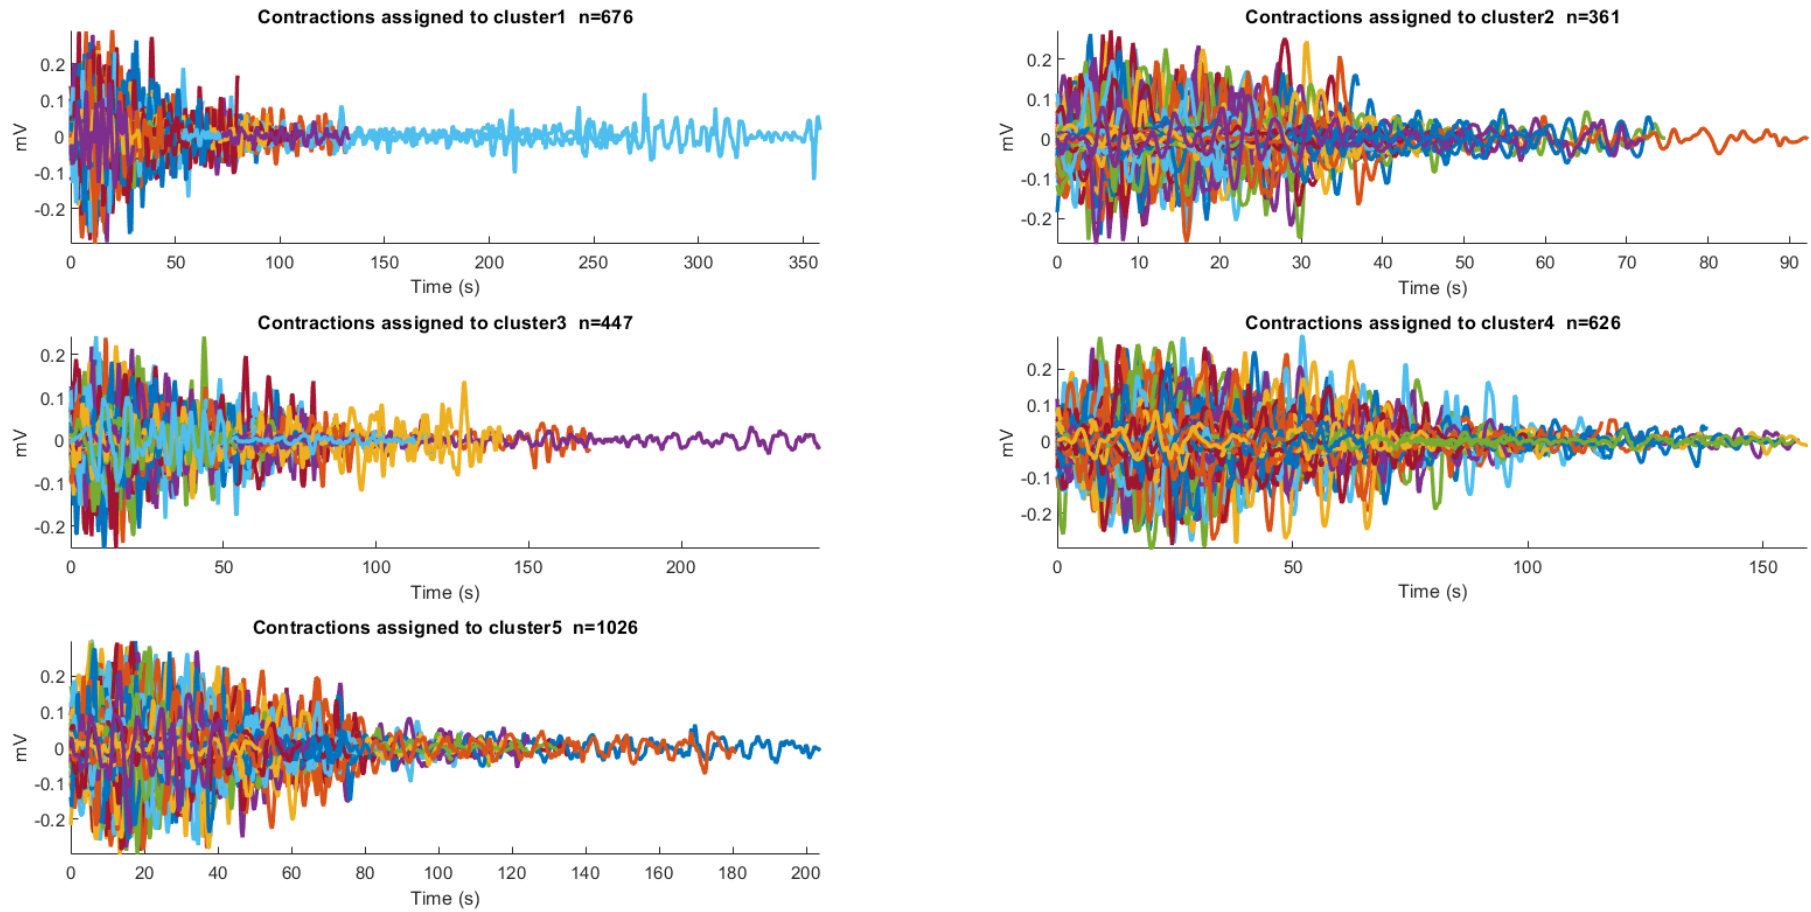 Contractions assigned to cluster1 n=676
0.2
0.1
0
-0.1
-0.2
mV
0 50 100 150 200 250 300 350
Time (s)
Contractions assigned to cluster2 n=361
0.2
0.1
0
-0.1
-0.2
mV
0 10 20 30 40 50 60 70 80 90
Time (s)
Contractions assigned to cluster3 n=447
0.2
0.1
0
-0.1
-0.2
mV
0 50 100 150 200
Time (s)
Contractions assigned to cluster4 n=626
0.2
0.1
0
-0.1
-0.2
mV
0 50 100 150
Time (s)
Contractions assigned to cluster5 n=1026
0.2
0.1
0
-0.1
-0.2
mV
0 20 40 60 80 100 120 140 160 180 200
Time (s)